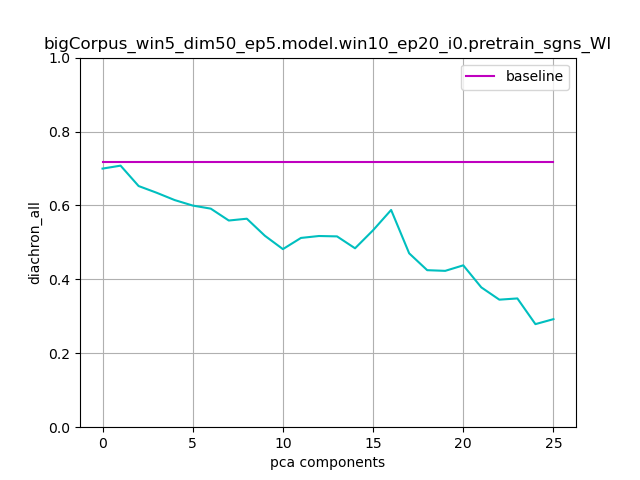 bigCorpus_win5_dim50_ep5.model.win10_ep20_i0.pretrain_sgns_WI
baseline
1.0
0.8
0.6
0.4
0.2
0.0
diachron_all
0 5 10 15 20 25
pca components